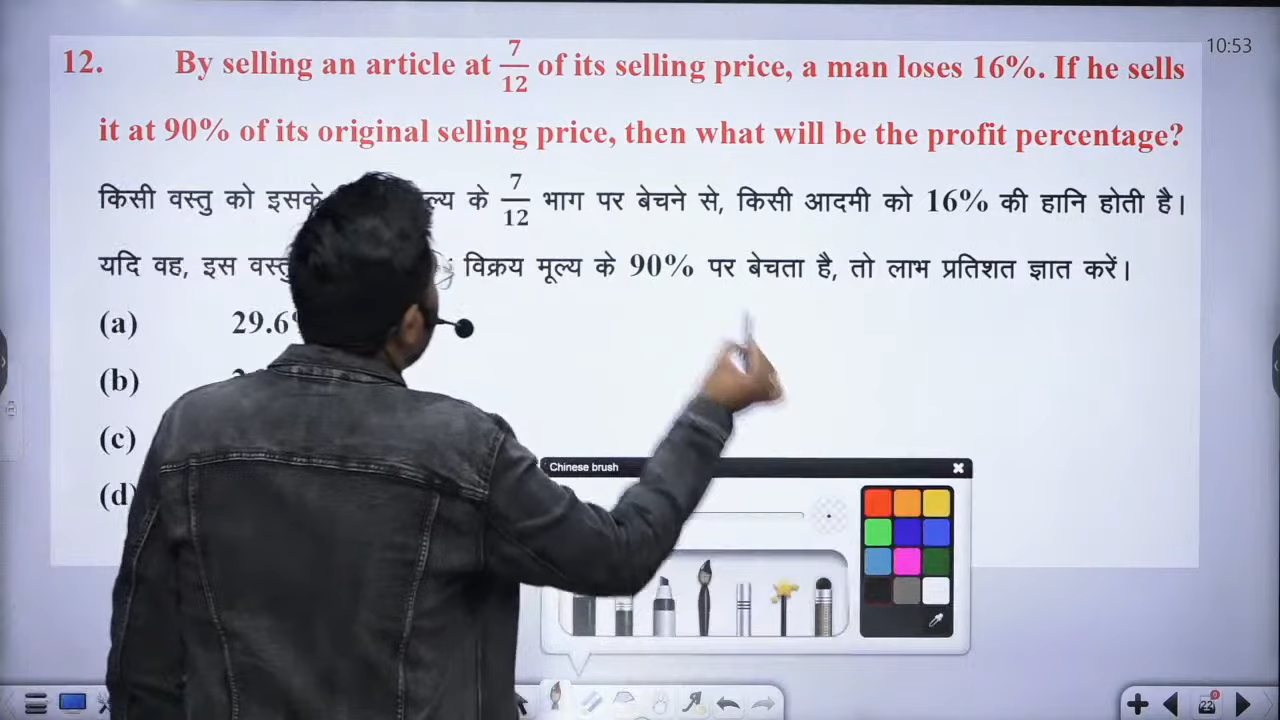 10:53
12. By selling an article at 7/12 of its selling price, a man loses 16%. If he sells
it at 90% of its original selling price, then what will be the profit percentage?
किसी वस्तु को इसके ल्य के 7/12 भाग पर बेचने से, किसी आदमी को 16% की हानि होती है।
यदि वह, इस वस्तु विक्रय मूल्य के 90% पर बेचता है, तो लाभ प्रतिशत ज्ञात करें।
(a) 29.6%
(b)
(c)
(d)
Chinese brush
22